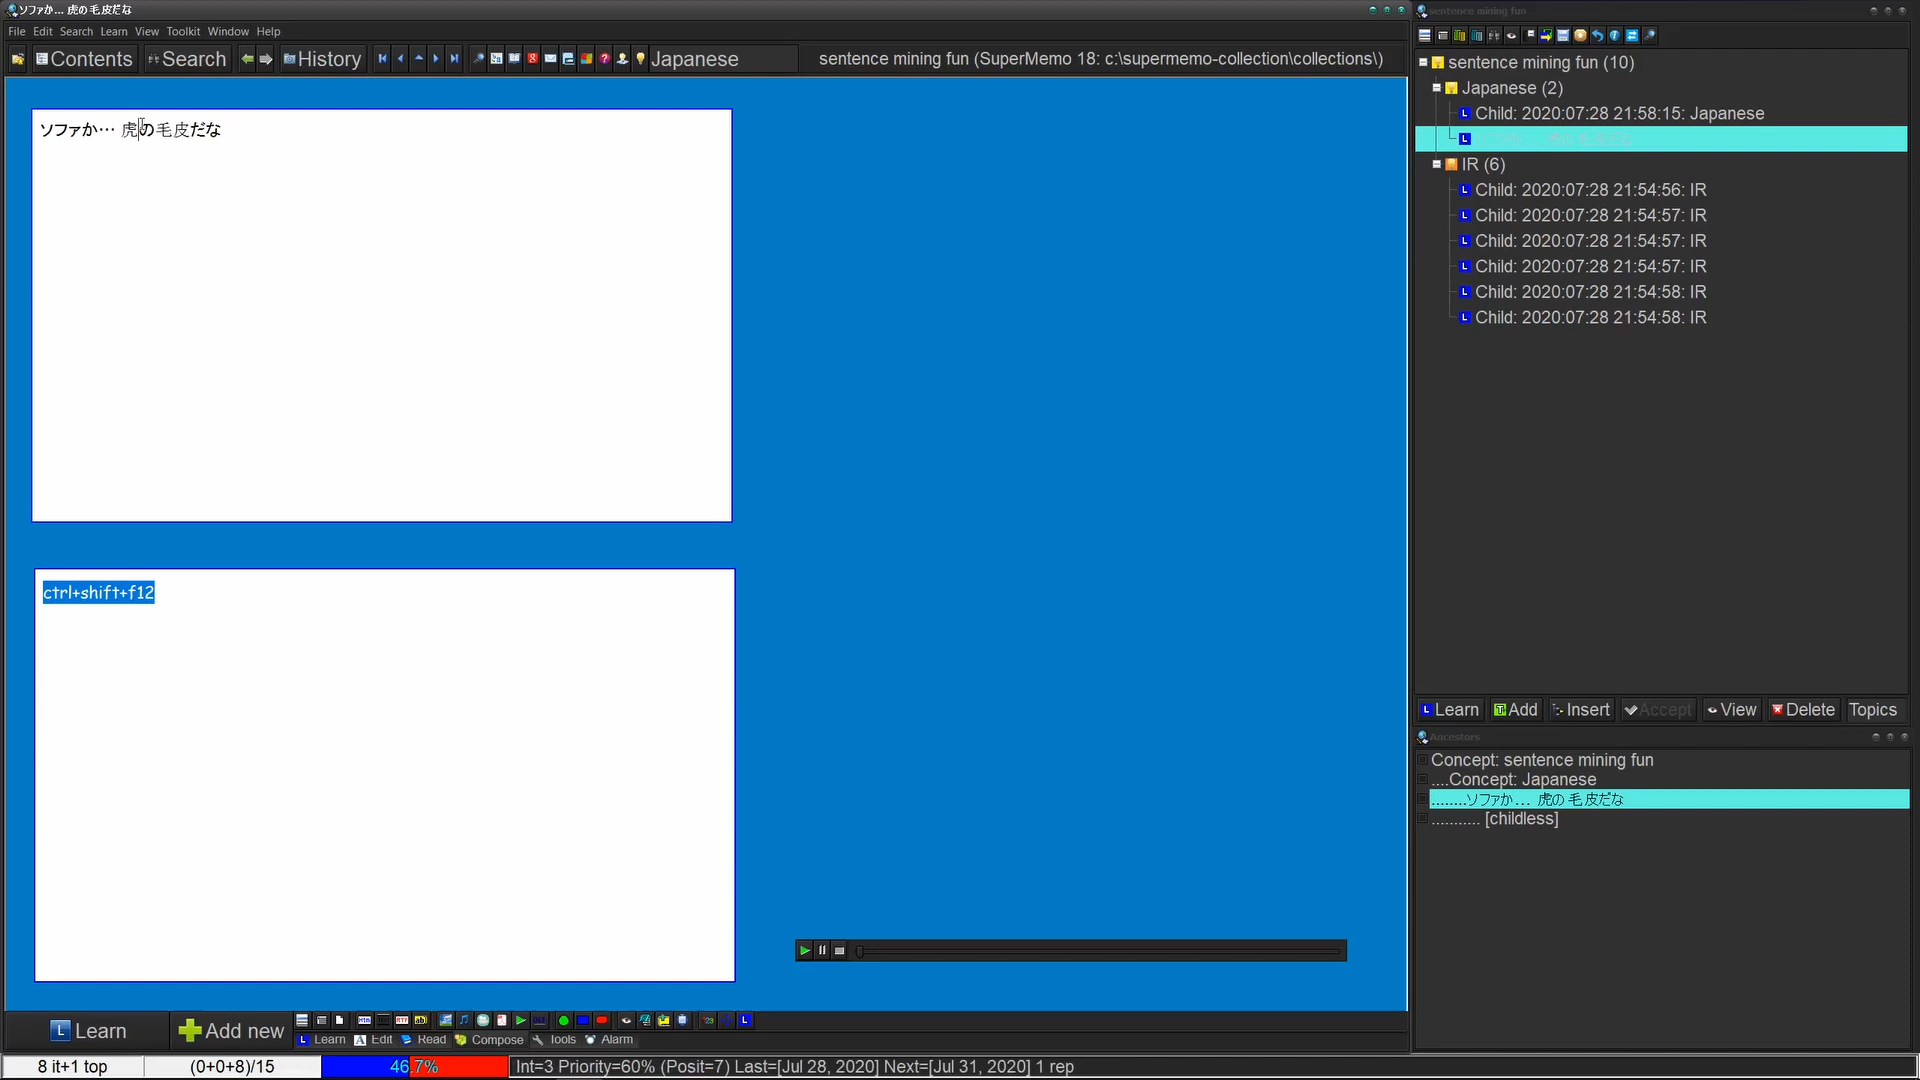 ソファか... 虎の毛皮だな
File Edit Search Learn View Toolkit Window Help
Contents Search History Japanese sentence mining fun (SuperMemo 18: c:\supermemo-collection\collections\)
ソファか… 虎の毛皮だな
ctrl+shift+f12
Learn Add new
Learn Edit Read Compose Tools Alarm
8 it+1 top (0+0+8)/15 46.7% Int=3 Priority=60% (Posit=7) Last=[Jul 28, 2020] Next=[Jul 31, 2020] 1 rep
sentence mining fun
sentence mining fun (10)
Japanese (2)
Child: 2020:07:28 21:58:15: Japanese
IR (6)
Child: 2020:07:28 21:54:56: IR
Child: 2020:07:28 21:54:57: IR
Child: 2020:07:28 21:54:57: IR
Child: 2020:07:28 21:54:57: IR
Child: 2020:07:28 21:54:58: IR
Child: 2020:07:28 21:54:58: IR
Learn Add Insert Accept View Delete Topics
Ancestors
Concept: sentence mining fun
....Concept: Japanese
........ソファか... 虎の毛皮だな
........... [childless]